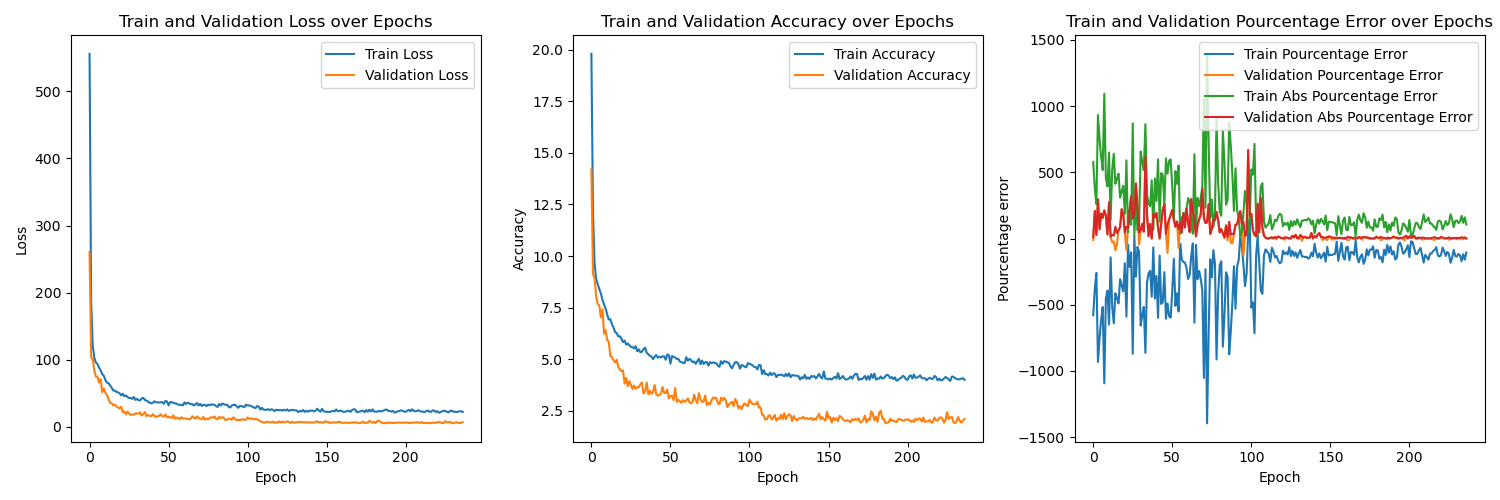 Train and Validation Loss over Epochs
Train Loss
Validation Loss
500
400
300
200
100
0
Loss
0 50 100 150 200
Epoch
Train and Validation Accuracy over Epochs
Train Accuracy
Validation Accuracy
20.0
17.5
15.0
12.5
10.0
7.5
5.0
2.5
Accuracy
0 50 100 150 200
Epoch
Train and Validation Pourcentage Error over Epochs
Train Pourcentage Error
Validation Pourcentage Error
Train Abs Pourcentage Error
Validation Abs Pourcentage Error
1500
1000
500
0
−500
−1000
−1500
Pourcentage error
0 50 100 150 200
Epoch